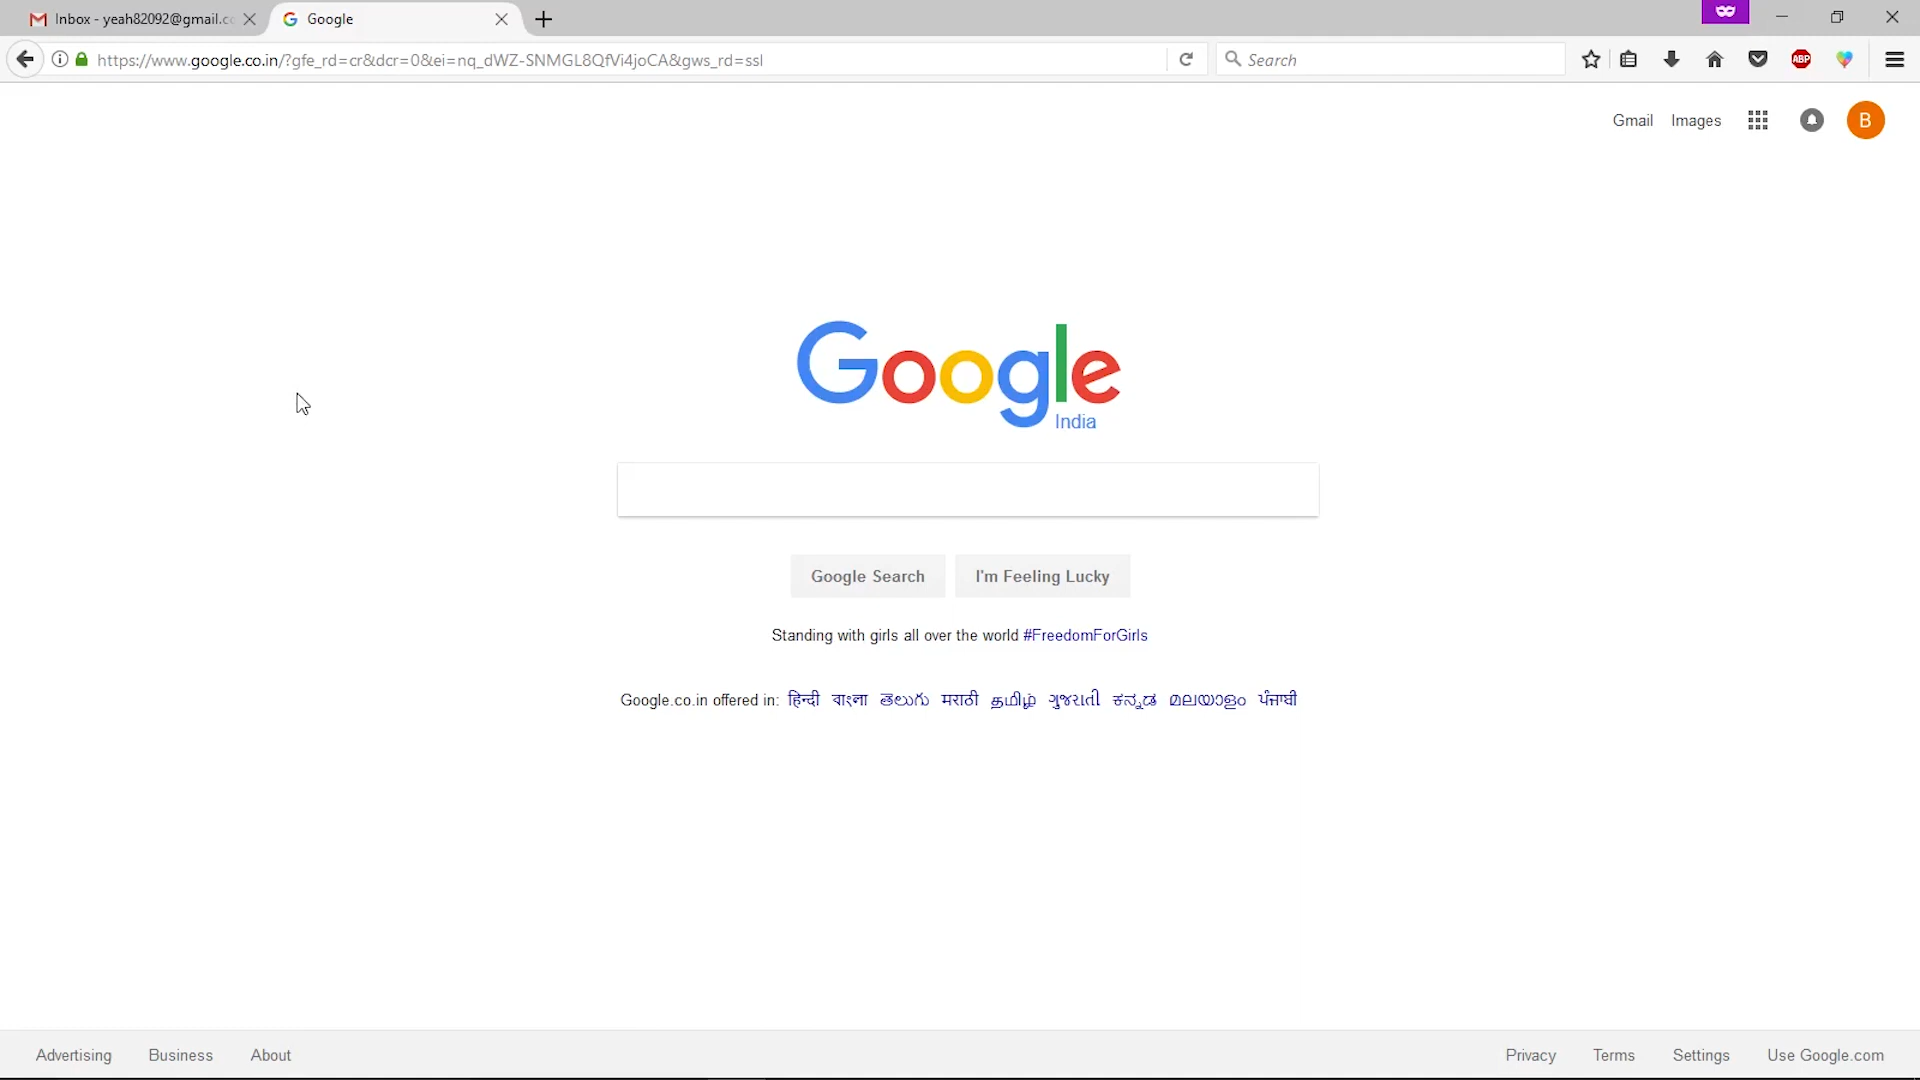 Inbox - yeah82092@gmail.c
Google
https://www.google.co.in/?gfe_rd=cr&dcr=0&ei=nq_dWZ-SNMGL8QfVi4joCA&gws_rd=ssl
Search
ABP
Gmail Images
B
Google
India
Google Search I'm Feeling Lucky
Standing with girls all over the world #FreedomForGirls
Google.co.in offered in: हिन्दी বাংলা తెలుగు मराठी தமிழ் ગુજરાતી ಕನ್ನಡ മലയാളം ਪੰਜਾਬੀ
Advertising Business About
Privacy Terms Settings Use Google.com